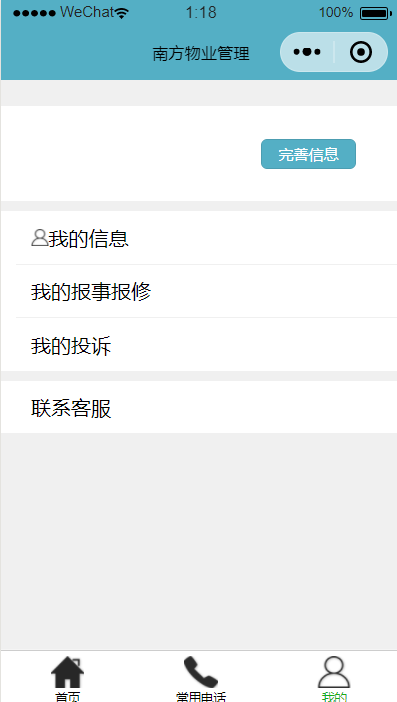 WeChat 1:18 100%
南方物业管理
完善信息
我的信息
我的报事报修
我的投诉
联系客服
首页 常用电话 我的